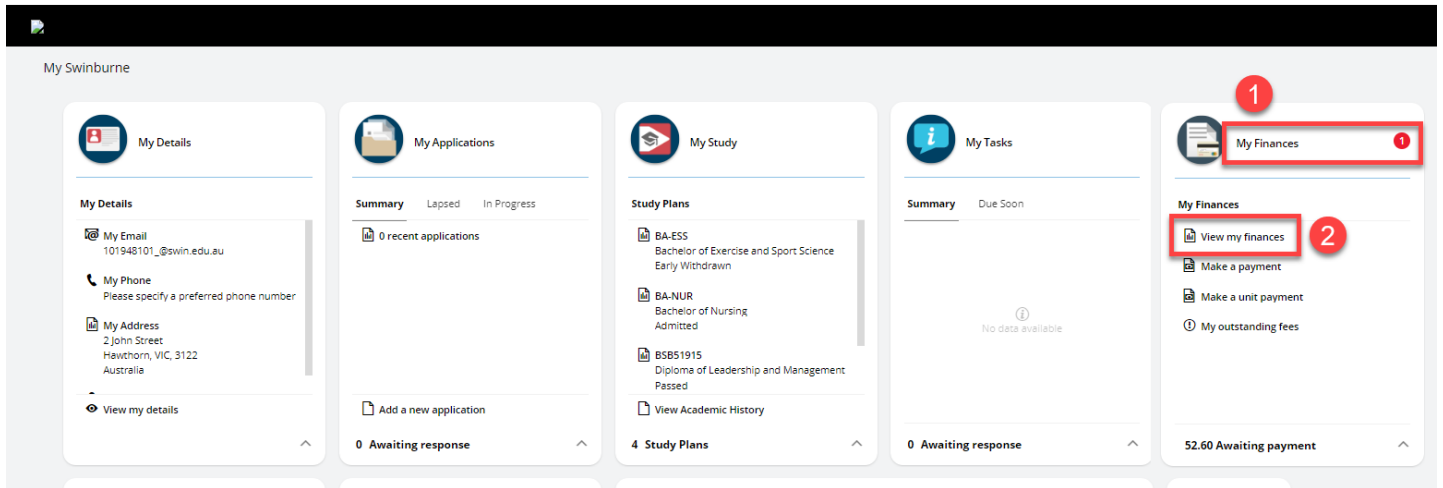 My Swinburne
My Details
My Details
My Email
101948101_@swin.edu.au
My Phone
Please specify a preferred phone number
My Address
2 John Street
Hawthorn, VIC, 3122
Australia
View my details
My Applications
Summary Lapsed In Progress
0 recent applications
Add a new application
0 Awaiting response
My Study
Study Plans
BA-ESS
Bachelor of Exercise and Sport Science
Early Withdrawn
BA-NUR
Bachelor of Nursing
Admitted
BSB51915
Diploma of Leadership and Management
Passed
View Academic History
4 Study Plans
My Tasks
Summary Due Soon
No data available
0 Awaiting response
1
My Finances 1
My Finances
View my finances 2
Make a payment
Make a unit payment
My outstanding fees
52.60 Awaiting payment